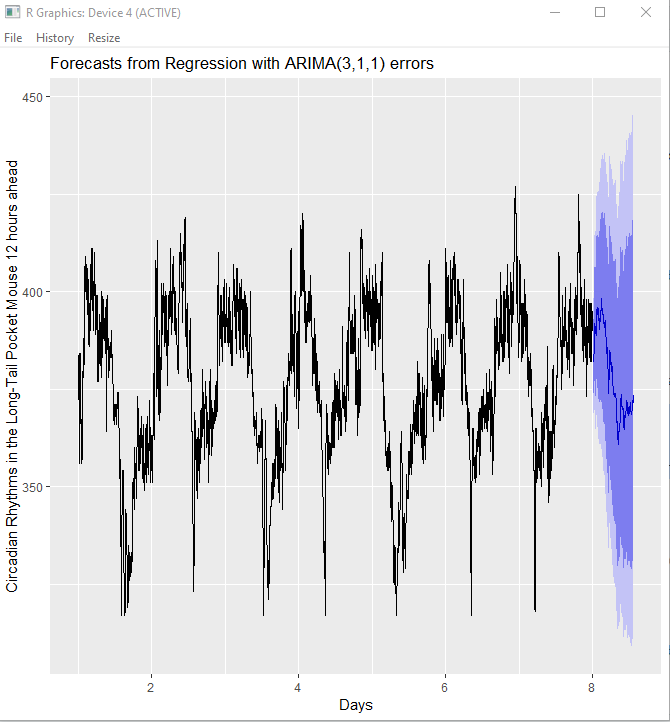 R Graphics: Device 4 (ACTIVE)
File History Resize
Forecasts from Regression with ARIMA(3,1,1) errors
Circadian Rhythms in the Long-Tail Pocket Mouse 12 hours ahead
450
400
350
2 4 6 8
Days